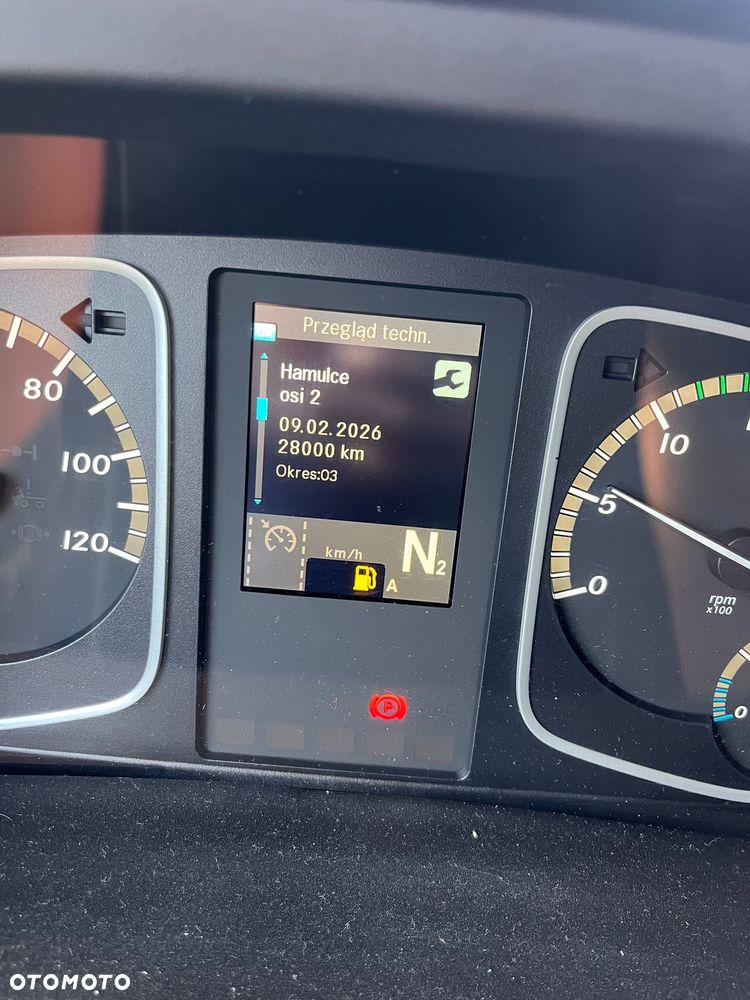 Przegląd techn.
OK
Hamulce
osi 2
09.02.2026
28000 km
Okres:03
km/h
N2
A
80
100
120
10
5
0
rpm
x100
P
0
OTOMOTO